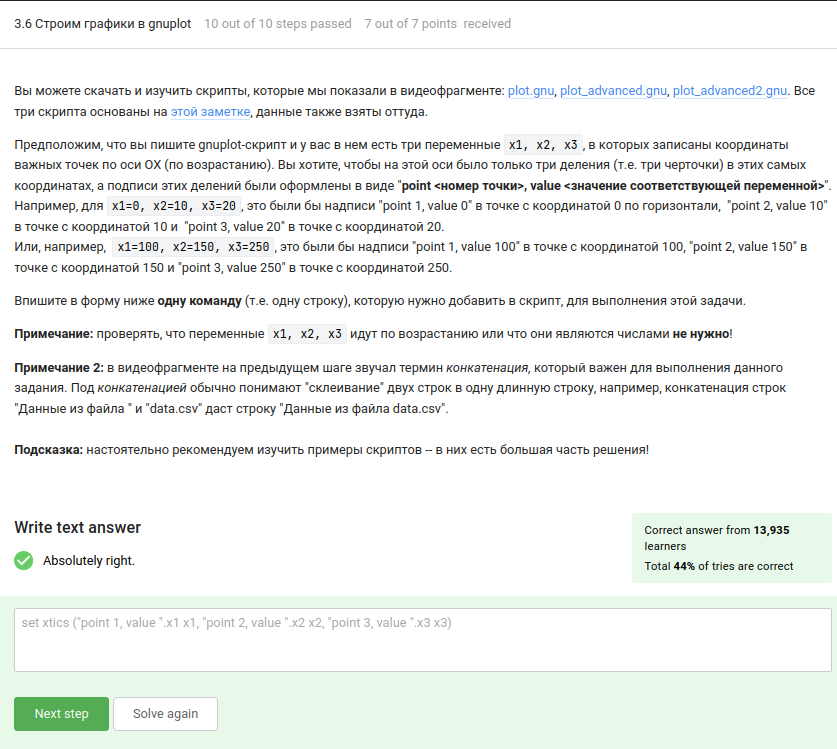 3.6 Строим графики в gnuplot 10 out of 10 steps passed 7 out of 7 points received
Вы можете скачать и изучить скрипты, которые мы показали в видеофрагменте: plot.gnu, plot_advanced.gnu, plot_advanced2.gnu. Все
три скрипта основаны на этой заметке, данные также взяты оттуда.
Предположим, что вы пишите gnuplot-скрипт и у вас в нем есть три переменные x1, x2, x3, в которых записаны координаты
важных точек по оси OX (по возрастанию). Вы хотите, чтобы на этой оси было только три деления (т.е. три черточки) в этих самых
координатах, а подписи этих делений были оформлены в виде "point <номер точки>, value <значение соответствующей переменной>".
Например, для x1=0, x2=10, x3=20, это были бы надписи "point 1, value 0" в точке с координатой 0 по горизонтали, "point 2, value 10"
в точке с координатой 10 и "point 3, value 20" в точке с координатой 20.
Или, например, x1=100, x2=150, x3=250, это были бы надписи "point 1, value 100" в точке с координатой 100, "point 2, value 150" в
точке с координатой 150 и "point 3, value 250" в точке с координатой 250.
Впишите в форму ниже одну команду (т.е. одну строку), которую нужно добавить в скрипт, для выполнения этой задачи.
Примечание: проверять, что переменные x1, x2, x3 идут по возрастанию или что они являются числами не нужно!
Примечание 2: в видеофрагменте на предыдущем шаге звучал термин конкатенация, который важен для выполнения данного
задания. Под конкатенацией обычно понимают "склеивание" двух строк в одну длинную строку, например, конкатенация строк
"Данные из файла " и "data.csv" даст строку "Данные из файла data.csv".
Подсказка: настоятельно рекомендуем изучить примеры скриптов -- в них есть большая часть решения!
Write text answer
Absolutely right.
Correct answer from 13,935
learners
Total 44% of tries are correct
set xtics ("point 1, value ".x1 x1, "point 2, value ".x2 x2, "point 3, value ".x3 x3)
Next step Solve again